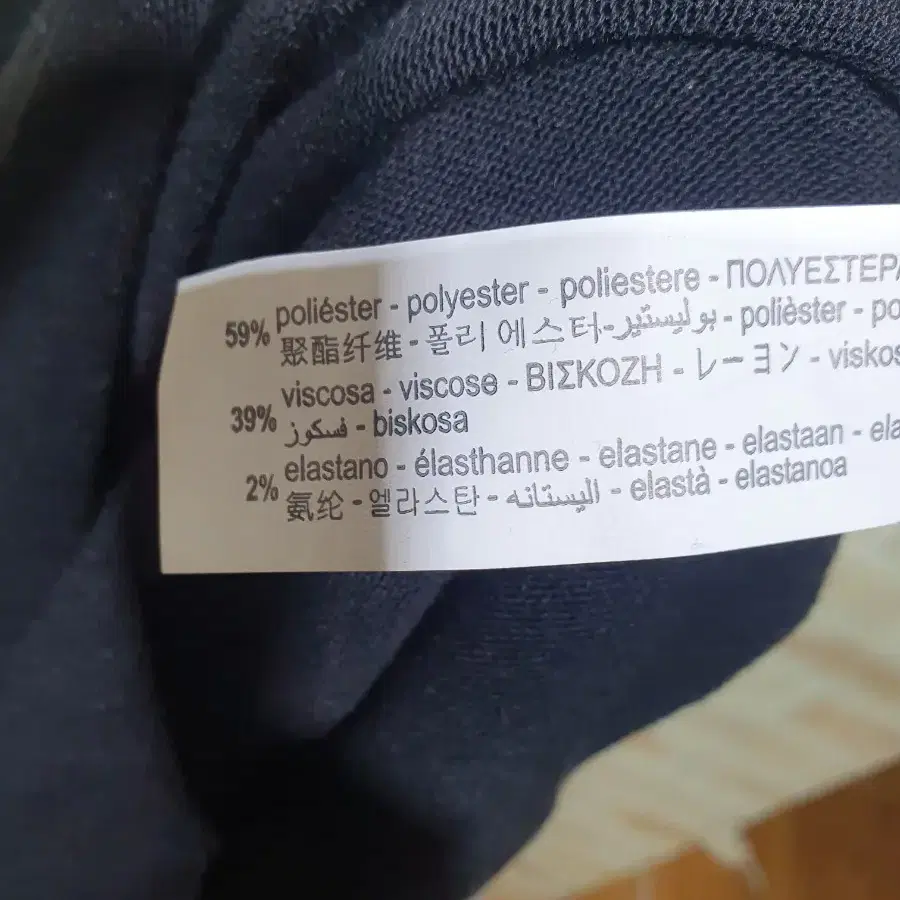 59% poliéster - polyester - poliestere - ΠΟΛΥΕΣΤΕΡ
聚酯纤维 - 폴리 에스터 - بوليستير - polièster - po
39% viscosa - viscose - ΒΙΣΚΟΖΗ - レーヨン - viskos
فسكوز - biskosa
2% elastano - élasthanne - elastane - elastaan - ela
氨纶 - 엘라스탄 - اليستانه - elastà - elastanoa